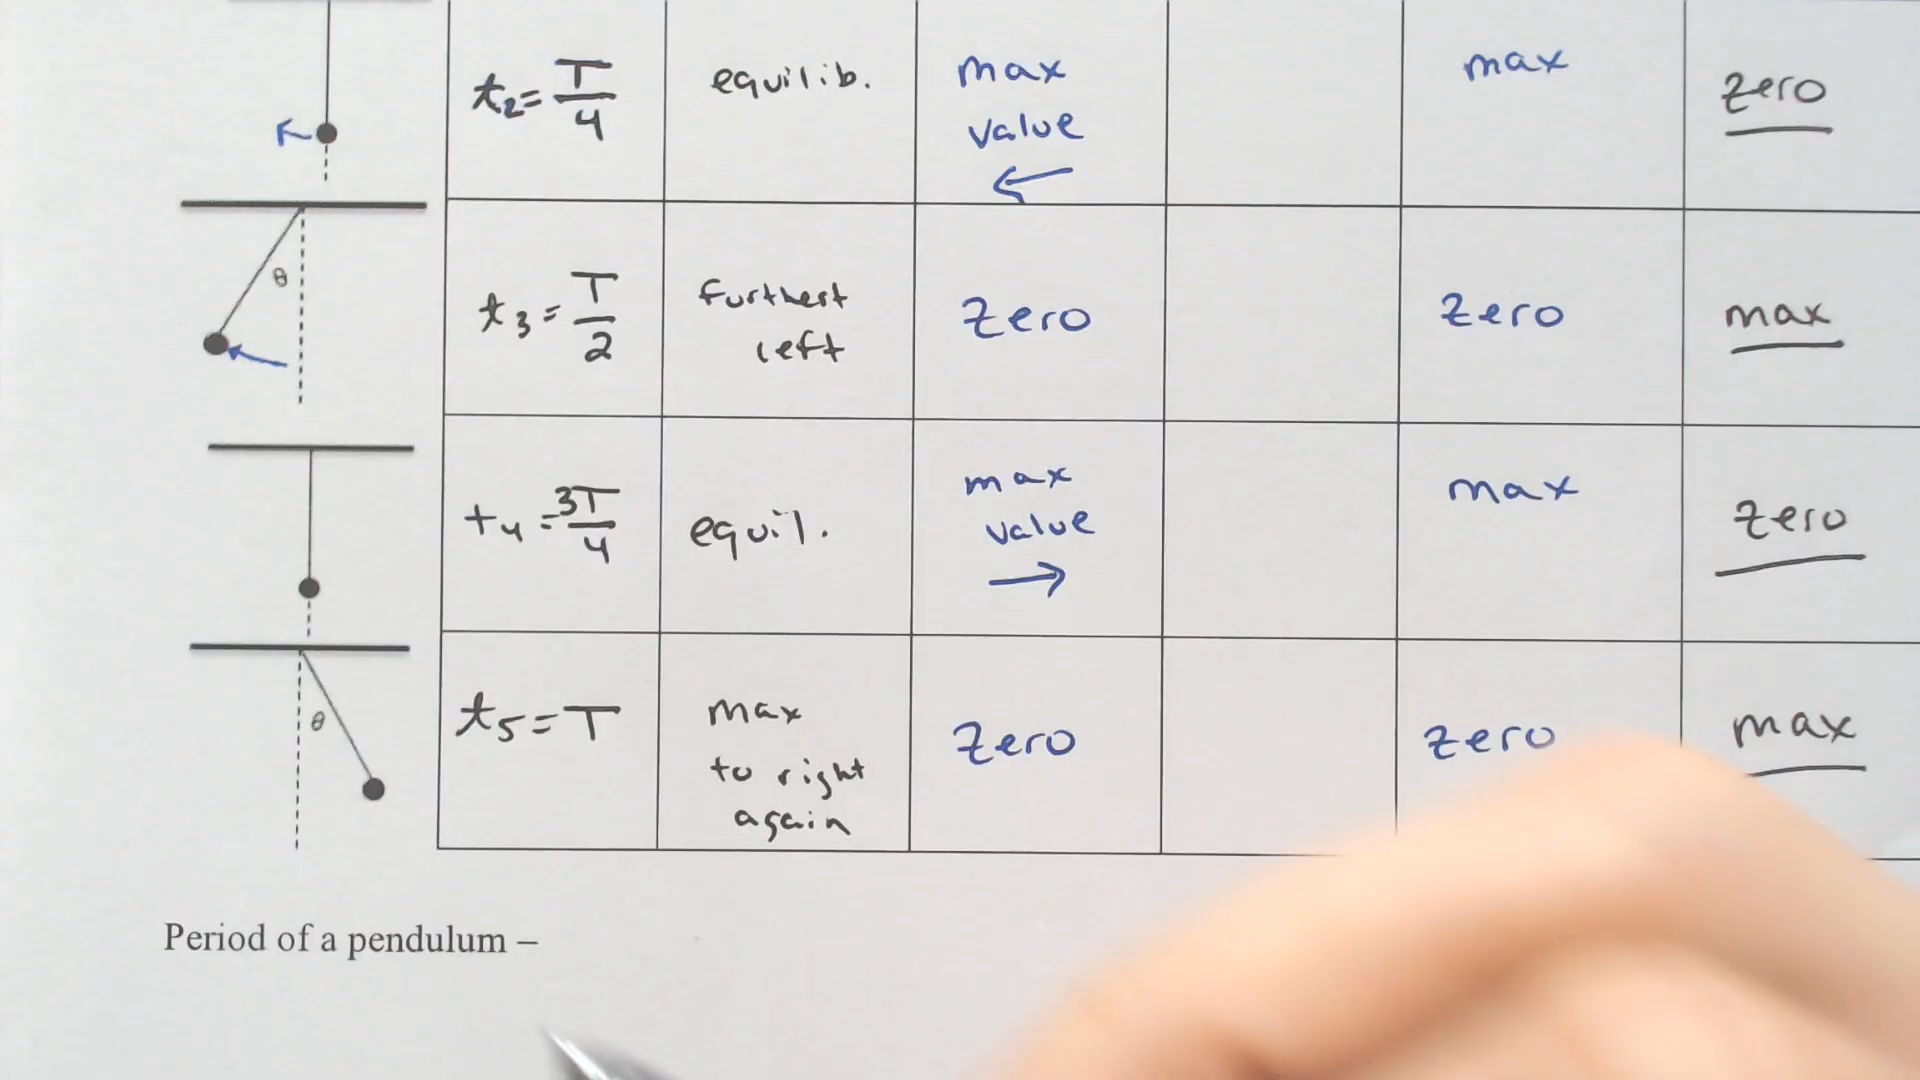 t₂ = T/4 equilib. max value ← max zero
θ
t₃ = T/2 furthest left zero zero max
t₄ = 3T/4 equil. max value → max zero
θ
t₅ = T max to right again zero zero max
Period of a pendulum –